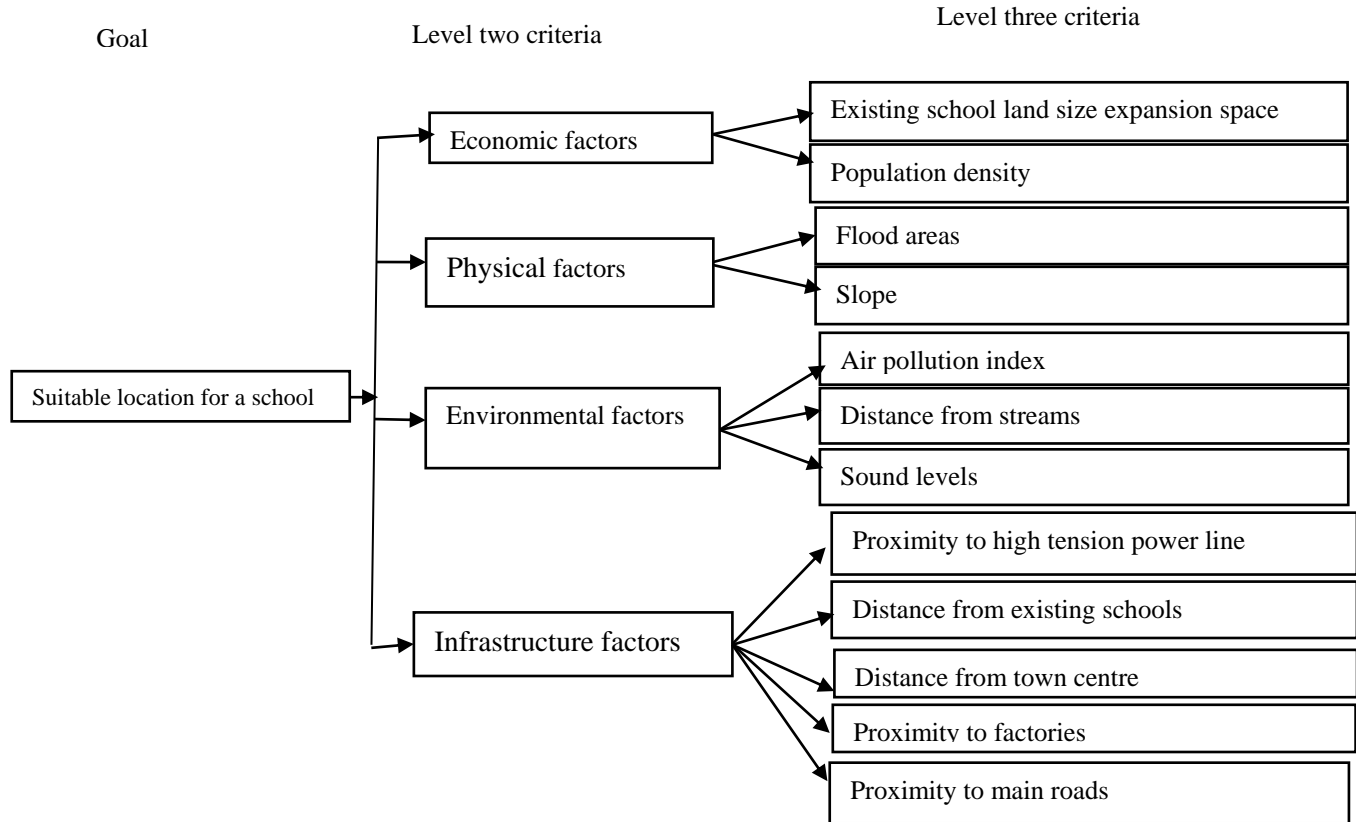 Goal
Level two criteria
Level three criteria
Suitable location for a school
Economic factors
Existing school land size expansion space
Population density
Physical factors
Flood areas
Slope
Environmental factors
Air pollution index
Distance from streams
Sound levels
Infrastructure factors
Proximity to high tension power line
Distance from existing schools
Distance from town centre
Proximity to factories
Proximity to main roads